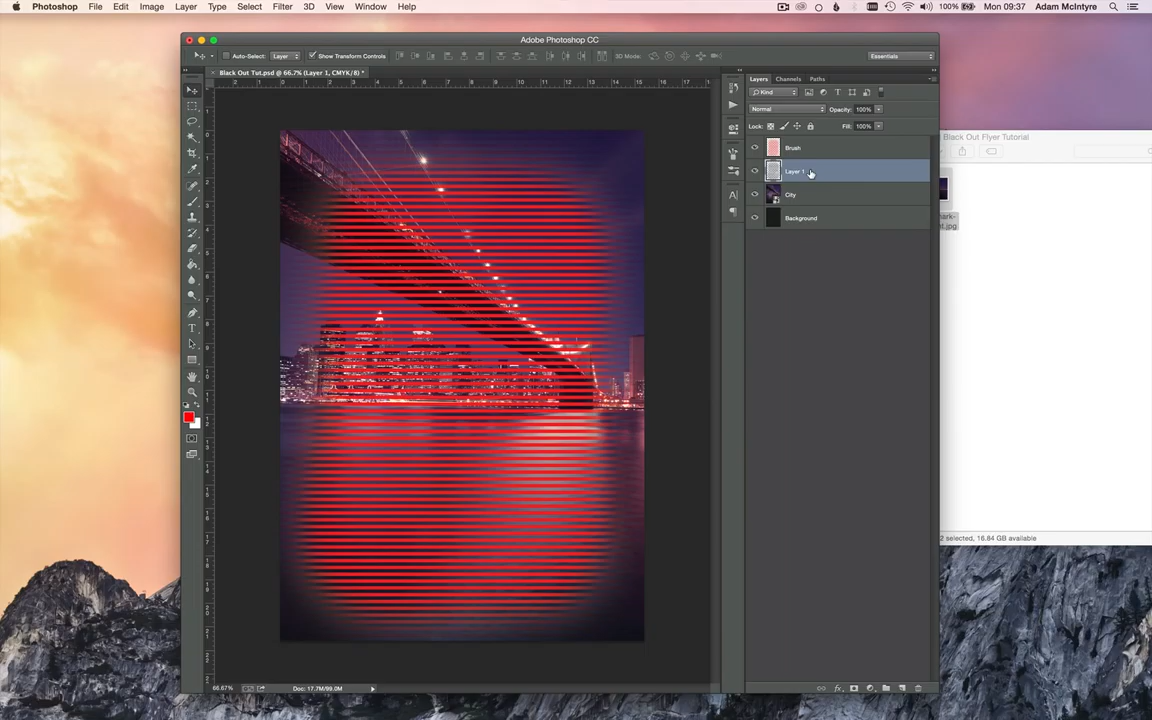 Photoshop File Edit Image Layer Type Select Filter 3D View Window Help 100% Mon 09:37 Adam McIntyre
Adobe Photoshop CC
Auto-Select: Layer Show Transform Controls 3D Mode: Essentials
Black Out Tut.psd @ 66.7% (Layer 1, CMYK/8) *
Layers Channels Paths
Kind
Normal Opacity: 100%
Lock: Fill: 100%
Brush
Layer 1
City
Background
Black Out Flyer Tutorial
2 selected, 16.84 GB available
66.67% Doc: 17.7M/99.0M